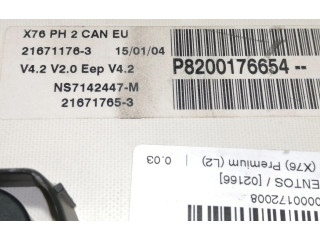 X76 PH 2 CAN EU
21671176-3 15/01/04
V4.2 V2.0 Eep V4.2
P8200176654 --
NS7142447-M
21671765-3
0.03
(X76) Premium (L2)
ENTOS / [02166]
0000172008